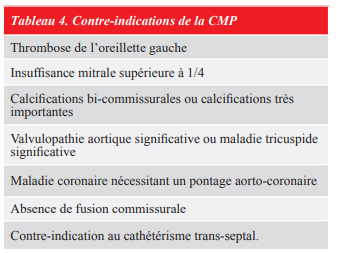 Tableau 4. Contre-indications de la CMP
Thrombose de l’oreillette gauche
Insuffisance mitrale supérieure à 1/4
Calcifications bi-commissurales ou calcifications très
importantes
Valvulopathie aortique significative ou maladie tricuspide
significative
Maladie coronaire nécessitant un pontage aorto-coronaire
Absence de fusion commissurale
Contre-indication au cathétérisme trans-septal.